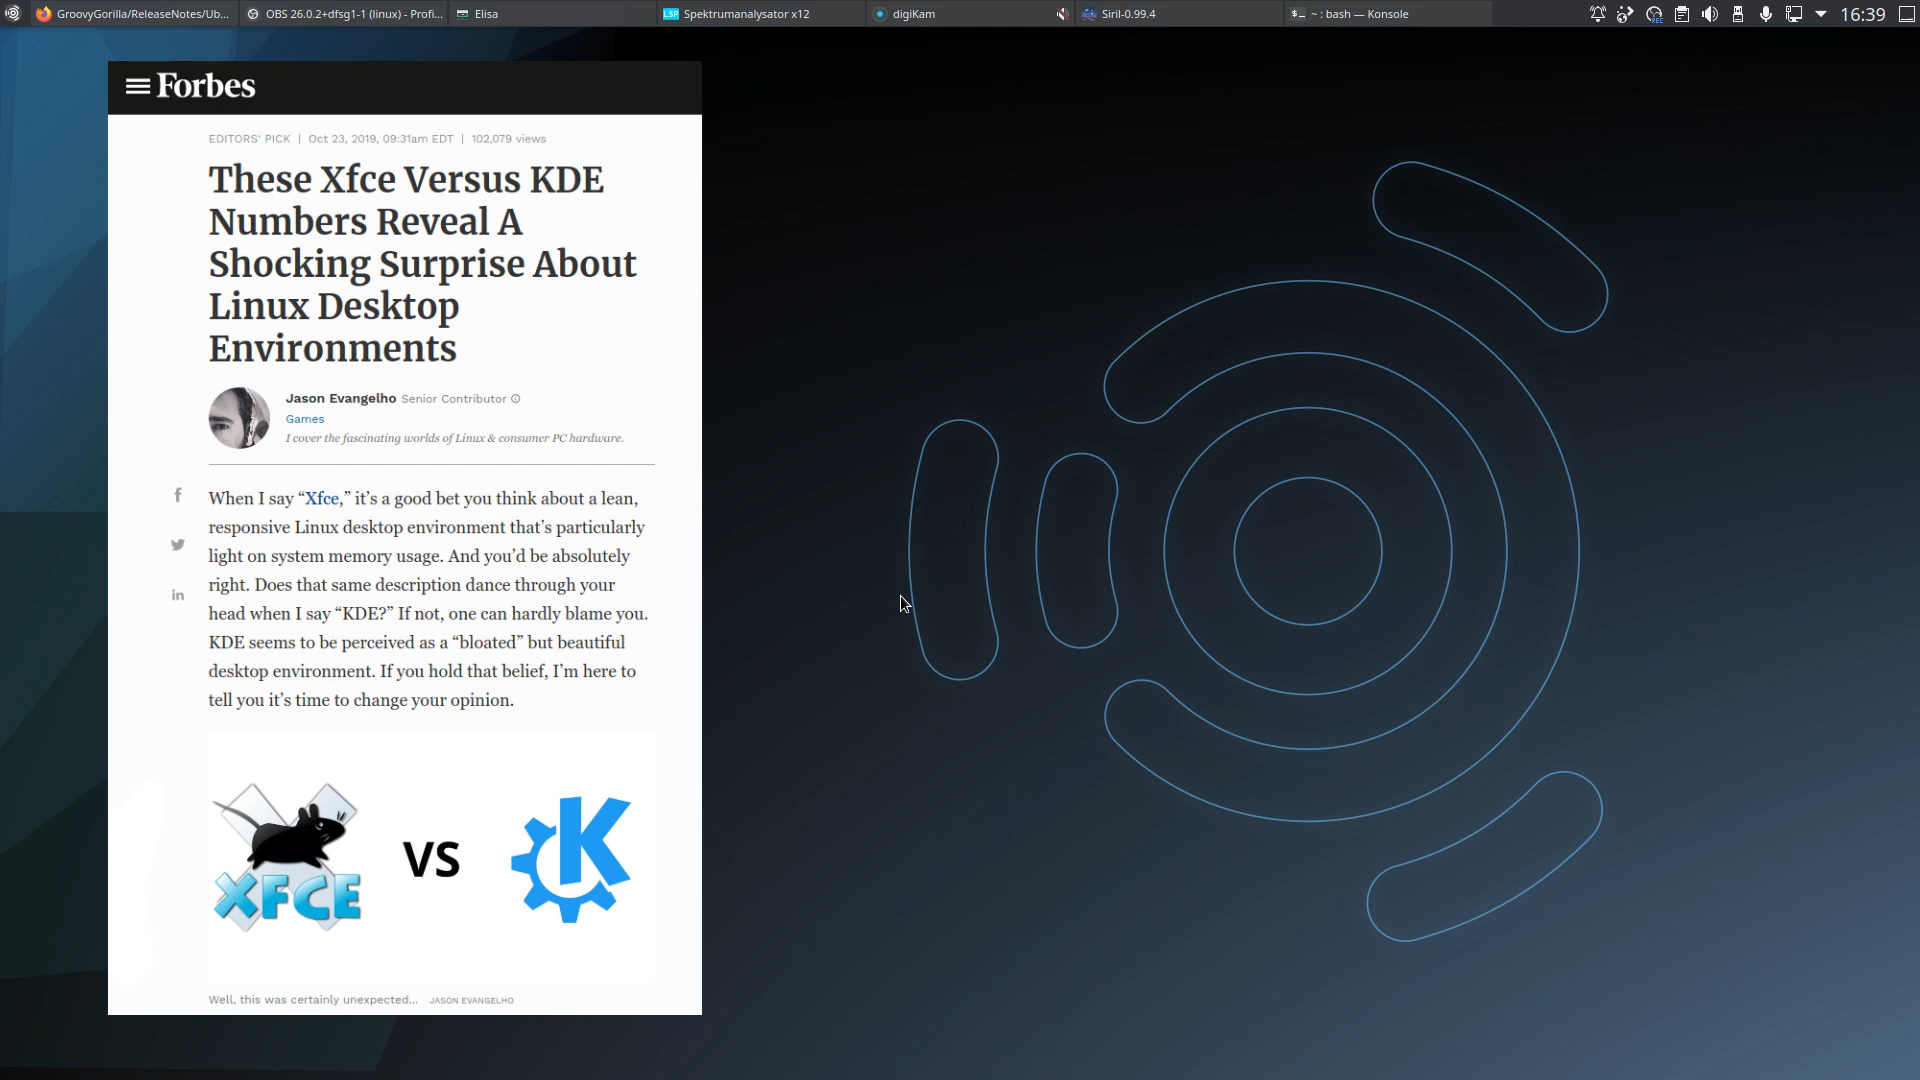 GroovyGorilla/ReleaseNotes/Ub...
OBS 26.0.2+dfsg1-1 (linux) - Profi...
Elisa
LSP Spektrumanalysator x12
digiKam
Siril-0.99.4
~ : bash — Konsole
REC
16:39
Forbes
EDITORS' PICK | Oct 23, 2019, 09:31am EDT | 102,079 views
These Xfce Versus KDE
Numbers Reveal A
Shocking Surprise About
Linux Desktop
Environments
Jason Evangelho Senior Contributor
Games
I cover the fascinating worlds of Linux & consumer PC hardware.
When I say “Xfce,” it’s a good bet you think about a lean,
responsive Linux desktop environment that’s particularly
light on system memory usage. And you’d be absolutely
right. Does that same description dance through your
head when I say “KDE?” If not, one can hardly blame you.
KDE seems to be perceived as a “bloated” but beautiful
desktop environment. If you hold that belief, I’m here to
tell you it’s time to change your opinion.
XFCE
VS
K
Well, this was certainly unexpected... JASON EVANGELHO